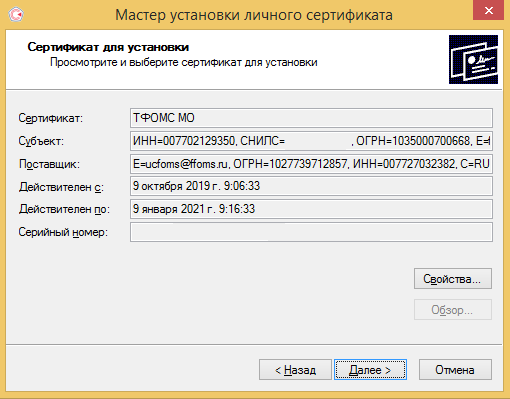 Мастер установки личного сертификата
Сертификат для установки
Просмотрите и выберите сертификат для установки
Сертификат: ТФОМС МО
Субъект: ИНН=007702129350, СНИЛС= , ОГРН=1035000700668, E=
Поставщик: E=ucfoms@ffoms.ru, ОГРН=1027739712857, ИНН=007727032382, C=RU
Действителен с: 9 октября 2019 г. 9:06:33
Действителен по: 9 января 2021 г. 9:16:33
Серийный номер:
Свойства...
Обзор...
< Назад Далее > Отмена